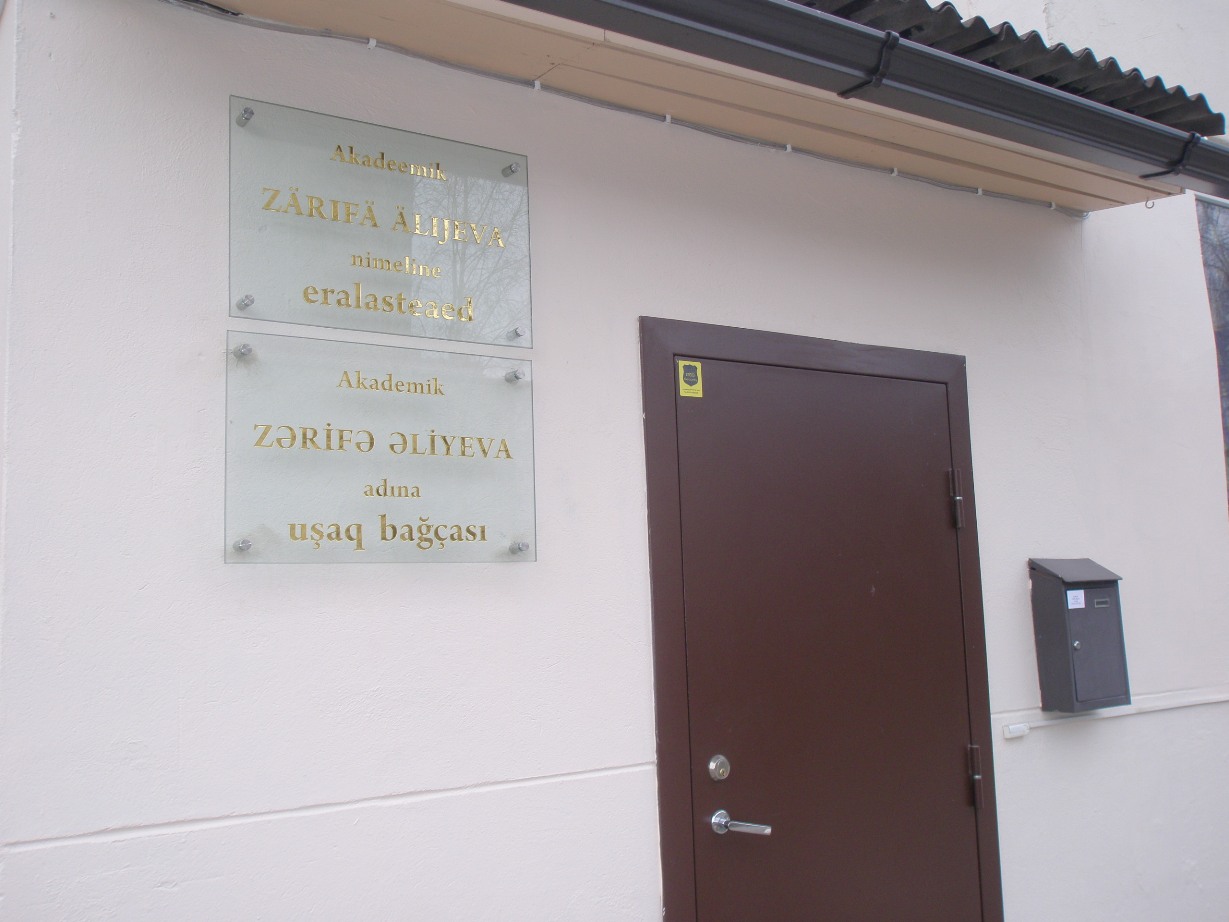 Akadeemik
ZÄRIFÄ ÄLIJEVA
nimeline
eralasteaed
Akademik
ZƏRİFƏ ƏLİYEVA
adına
uşaq bağçası